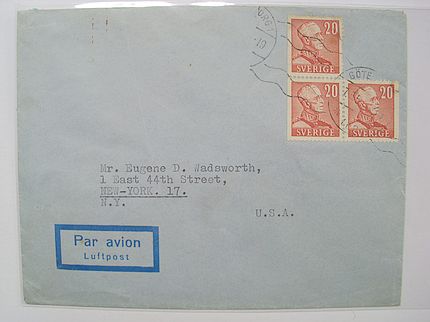 20
SVERIGE
20
SVERIGE
20
SVERIGE
GÖTE
Mr. Eugene D. Wadsworth,
1 East 44th Street,
NEW-YORK. 17.
N.Y.
U.S.A.
Par avion
Luftpost